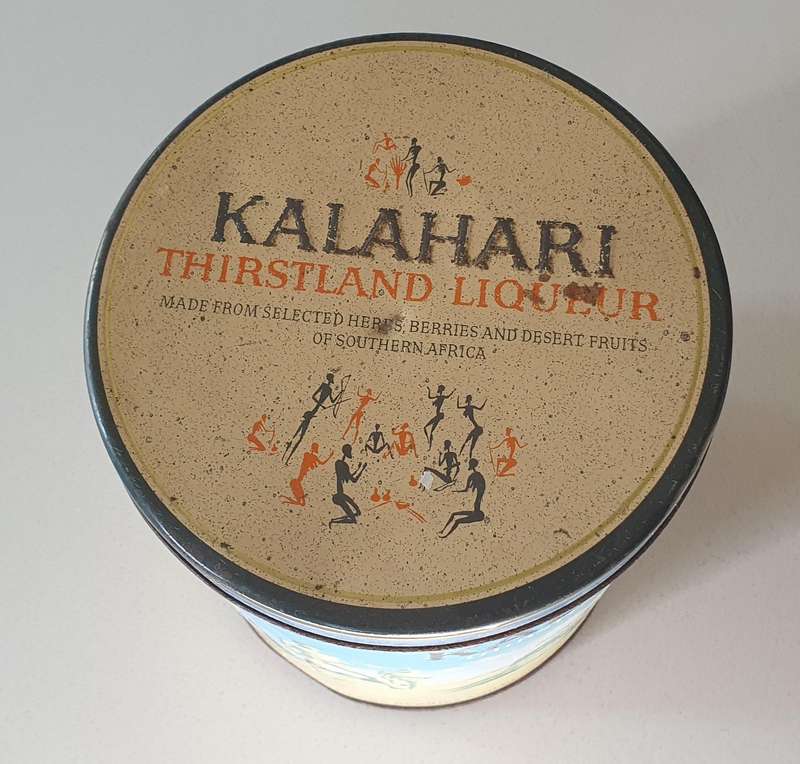 KALAHARI
THIRSTLAND LIQUEUR
MADE FROM SELECTED HERBS, BERRIES AND DESERT FRUITS
OF SOUTHERN AFRICA